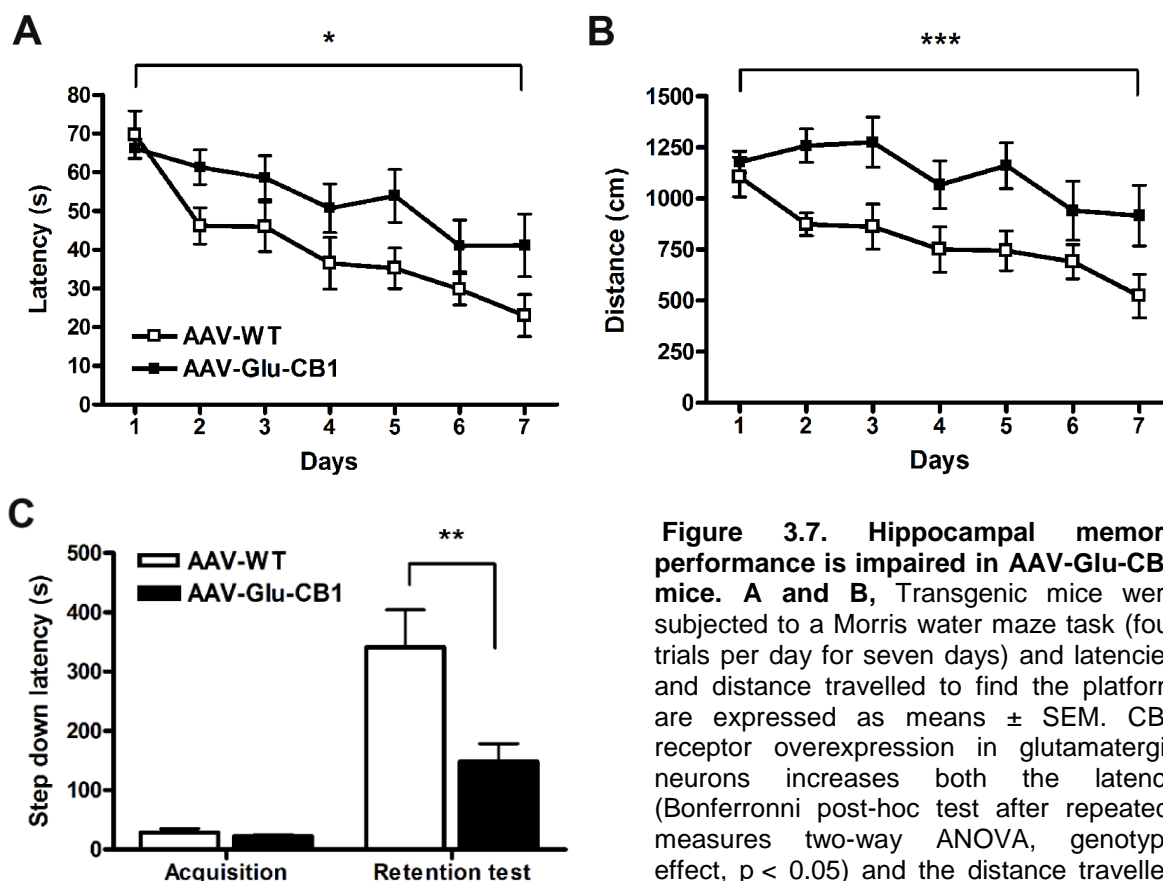 A
*
80
70
60
50
40
30
20
10
0
Latency (s)
AAV-WT
AAV-Glu-CB1
1 2 3 4 5 6 7
Days
B
***
1500
1250
1000
750
500
250
0
Distance (cm)
1 2 3 4 5 6 7
Days
C
**
500
400
300
200
100
0
Step down latency (s)
AAV-WT
AAV-Glu-CB1
Acquisition Retention test
Figure 3.7. Hippocampal memor
performance is impaired in AAV-Glu-CB
mice. A and B, Transgenic mice wer
subjected to a Morris water maze task (fou
trials per day for seven days) and latencie
and distance travelled to find the platfor
are expressed as means ± SEM. CB
receptor overexpression in glutamatergi
neurons increases both the latenc
(Bonferronni post-hoc test after repeated
measures two-way ANOVA, genotyp
effect, p < 0.05) and the distance travelle